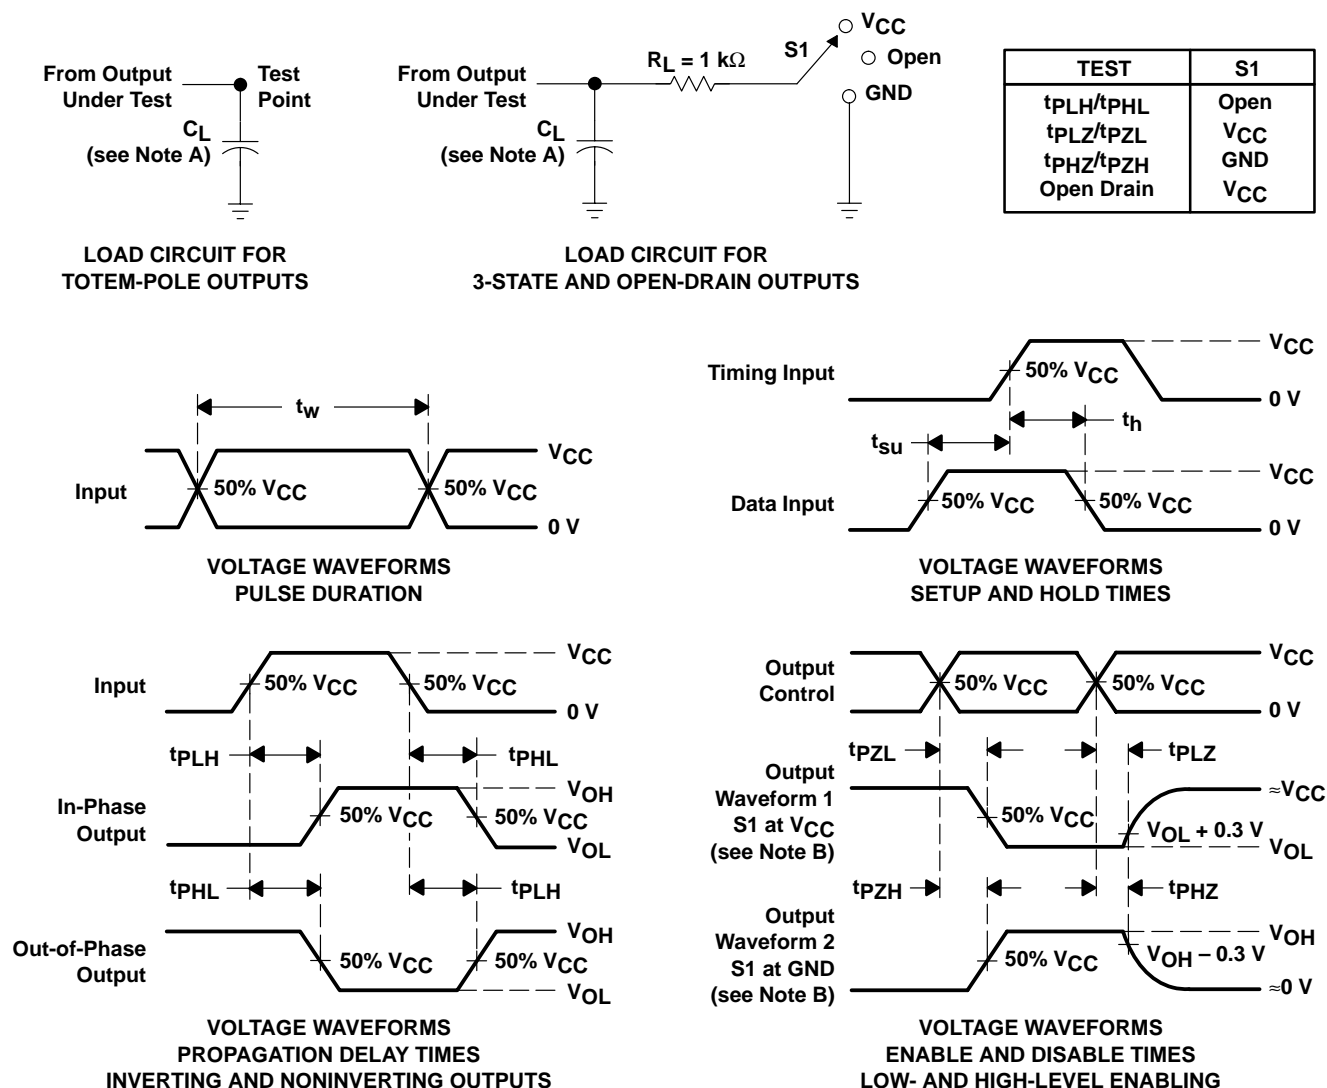 From Output
Under Test
Test
Point
CL
(see Note A)
LOAD CIRCUIT FOR
TOTEM-POLE OUTPUTS
From Output
Under Test
RL = 1 kΩ
S1
VCC
Open
GND
CL
(see Note A)
LOAD CIRCUIT FOR
3-STATE AND OPEN-DRAIN OUTPUTS
TEST S1
tPLH/tPHL Open
tPLZ/tPZL VCC
tPHZ/tPZH GND
Open Drain VCC
tw
Input
50% VCC
50% VCC
VCC
0 V
VOLTAGE WAVEFORMS
PULSE DURATION
Timing Input
50% VCC
VCC
0 V
tsu
th
Data Input
50% VCC
50% VCC
VCC
0 V
VOLTAGE WAVEFORMS
SETUP AND HOLD TIMES
Input
50% VCC
50% VCC
VCC
0 V
tPLH
tPHL
In-Phase
Output
50% VCC
50% VCC
VOH
VOL
tPHL
tPLH
Out-of-Phase
Output
50% VCC
50% VCC
VOH
VOL
VOLTAGE WAVEFORMS
PROPAGATION DELAY TIMES
INVERTING AND NONINVERTING OUTPUTS
Output
Control
50% VCC
50% VCC
VCC
0 V
tPZL
tPLZ
Output
Waveform 1
S1 at VCC
(see Note B)
50% VCC
≈VCC
VOL + 0.3 V
VOL
tPZH
tPHZ
Output
Waveform 2
S1 at GND
(see Note B)
50% VCC
VOH
VOH − 0.3 V
≈0 V
VOLTAGE WAVEFORMS
ENABLE AND DISABLE TIMES
LOW- AND HIGH-LEVEL ENABLING